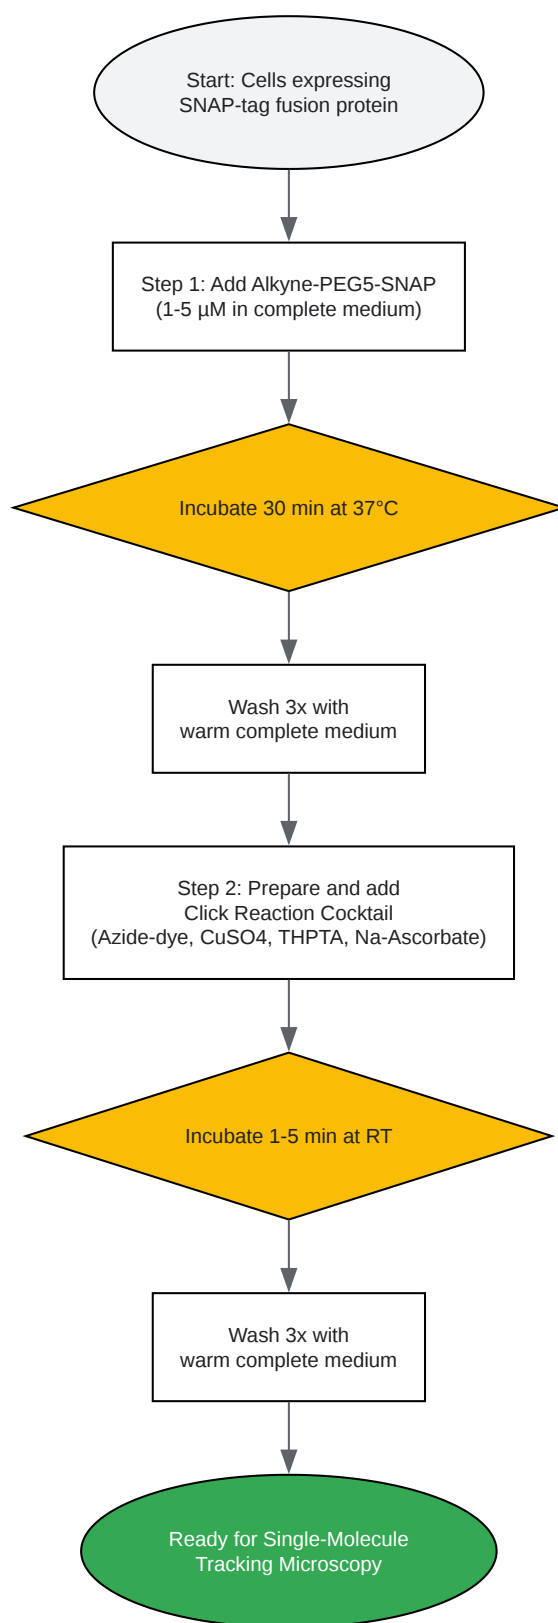 Start: Cells expressing
SNAP-tag fusion protein
Step 1: Add Alkyne-PEG5-SNAP
(1-5 µM in complete medium)
Incubate 30 min at 37°C
Wash 3x with
warm complete medium
Step 2: Prepare and add
Click Reaction Cocktail
(Azide-dye, CuSO4, THPTA, Na-Ascorbate)
Incubate 1-5 min at RT
Wash 3x with
warm complete medium
Ready for Single-Molecule
Tracking Microscopy